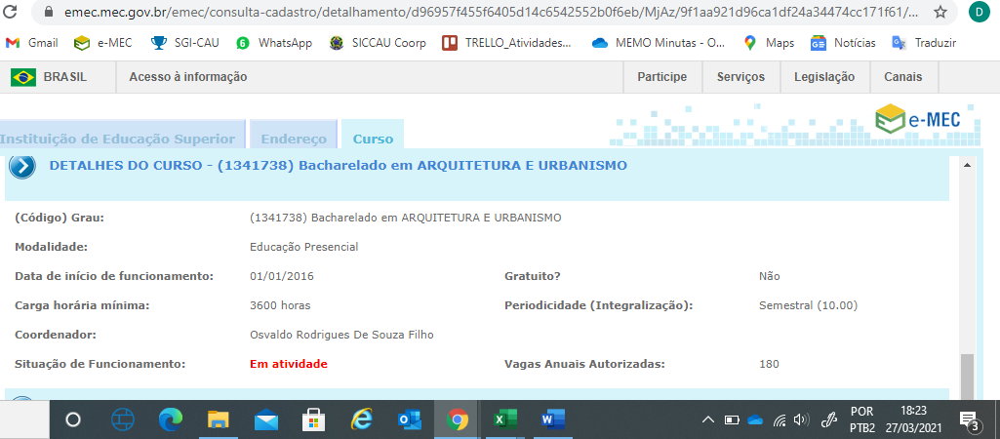 emec.mec.gov.br/emec/consulta-cadastro/detalhamento/d96957f455f6405d14c6542552b0f6eb/MjAz/9f1aa921d96ca1df24a34474cc171f61/... D
Gmail e-MEC SGI-CAU 6 WhatsApp SICCAU Coorp TRELLO_Atividades... MEMO Minutas - O... Maps Notícias Traduzir
BRASIL Acesso à informação Participe Serviços Legislação Canais
e-MEC
Instituição de Educação Superior Endereço Curso
DETALHES DO CURSO - (1341738) Bacharelado em ARQUITETURA E URBANISMO
(Código) Grau: (1341738) Bacharelado em ARQUITETURA E URBANISMO
Modalidade: Educação Presencial
Data de início de funcionamento: 01/01/2016 Gratuito? Não
Carga horária mínima: 3600 horas Periodicidade (Integralização): Semestral (10.00)
Coordenador: Osvaldo Rodrigues De Souza Filho
Situação de Funcionamento: Em atividade Vagas Anuais Autorizadas: 180
POR 18:23
PTB2 27/03/2021 3